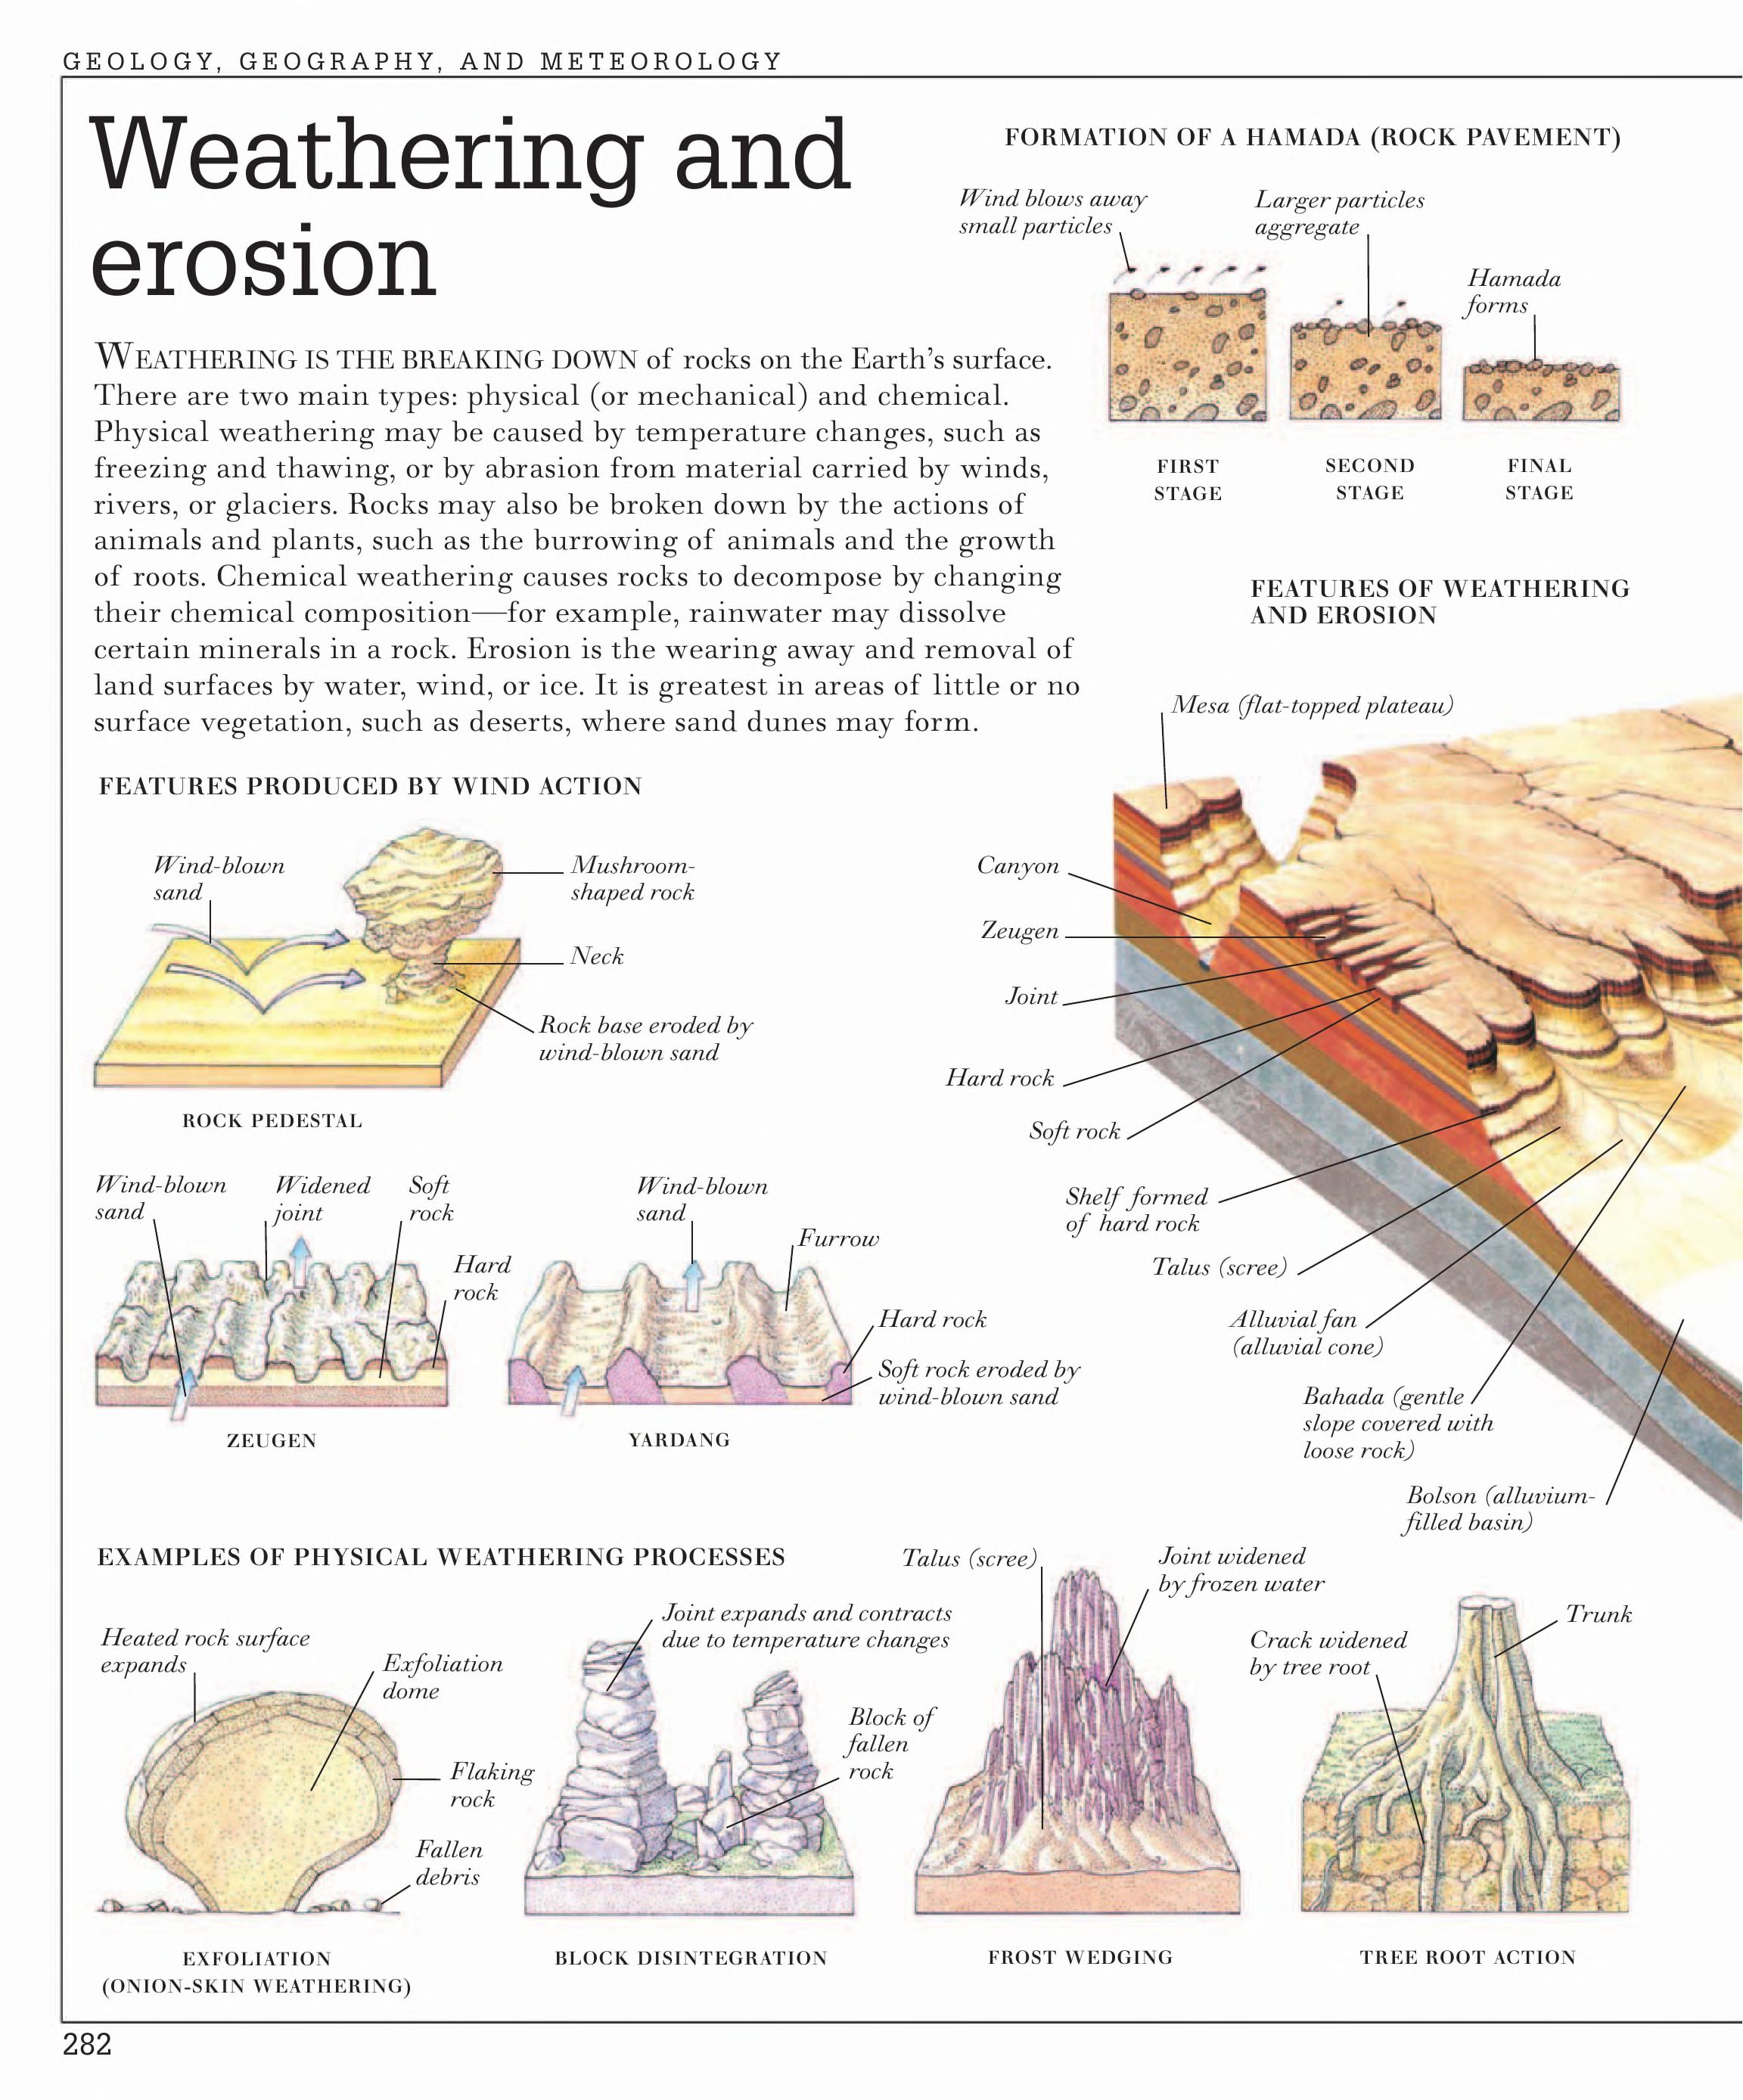 GEOLOGY, GEOGRAPHY, AND METEOROLOGY
Weathering and
erosion
WEATHERING IS THE BREAKING DOWN of rocks on the Earth’s surface.
There are two main types: physical (or mechanical) and chemical.
Physical weathering may be caused by temperature changes, such as
freezing and thawing, or by abrasion from material carried by winds,
rivers, or glaciers. Rocks may also be broken down by the actions of
animals and plants, such as the burrowing of animals and the growth
of roots. Chemical weathering causes rocks to decompose by changing
their chemical composition—for example, rainwater may dissolve
certain minerals in a rock. Erosion is the wearing away and removal of
land surfaces by water, wind, or ice. It is greatest in areas of little or no
surface vegetation, such as deserts, where sand dunes may form.
FORMATION OF A HAMADA (ROCK PAVEMENT)
Wind blows away
small particles
Larger particles
aggregate
Hamada
forms
FIRST
STAGE
SECOND
STAGE
FINAL
STAGE
FEATURES OF WEATHERING
AND EROSION
Mesa (flat-topped plateau)
Canyon
Zeugen
Joint
Hard rock
Soft rock
Shelf formed
of hard rock
Talus (scree)
Alluvial fan
(alluvial cone)
Bahada (gentle
slope covered with
loose rock)
Bolson (alluvium-
filled basin)
FEATURES PRODUCED BY WIND ACTION
Wind-blown
sand
Mushroom-
shaped rock
Neck
Rock base eroded by
wind-blown sand
ROCK PEDESTAL
Wind-blown
sand
Widened
joint
Soft
rock
Hard
rock
ZEUGEN
Wind-blown
sand
Furrow
Hard rock
Soft rock eroded by
wind-blown sand
YARDANG
EXAMPLES OF PHYSICAL WEATHERING PROCESSES
Heated rock surface
expands
Exfoliation
dome
Flaking
rock
Fallen
debris
EXFOLIATION
(ONION-SKIN WEATHERING)
Joint expands and contracts
due to temperature changes
Block of
fallen
rock
BLOCK DISINTEGRATION
Talus (scree)
Joint widened
by frozen water
FROST WEDGING
Crack widened
by tree root
Trunk
TREE ROOT ACTION
282